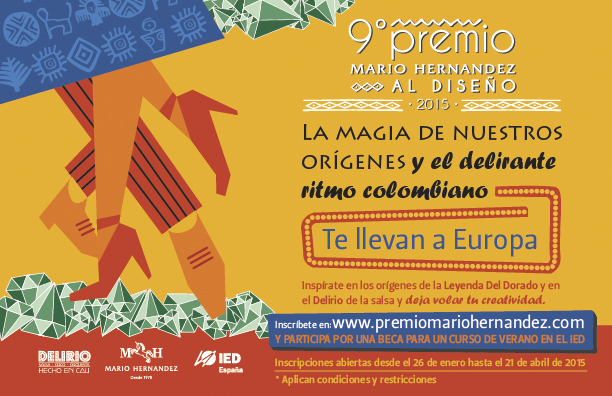 9° premio
MARIO HERNANDEZ
AL DISEÑO
· 2015 ·
LA MAGIA DE NUESTROS
ORÍGENES y el delirante
ritmo colombiano
Te llevan a Europa
Inspírate en los orígenes de la Leyenda Del Dorado y en
el Delirio de la salsa y deja volar tu creatividad.
Inscríbete en: www.premiomariohernandez.com
Y PARTICIPA POR UNA BECA PARA UN CURSO DE VERANO EN EL IED
Inscripciones abiertas desde el 26 de enero hasta el 21 de abril de 2015
* Aplican condiciones y restricciones
DELIRIO
HECHO EN CALI
M H
MARIO HERNANDEZ
Desde 1978
IED
España